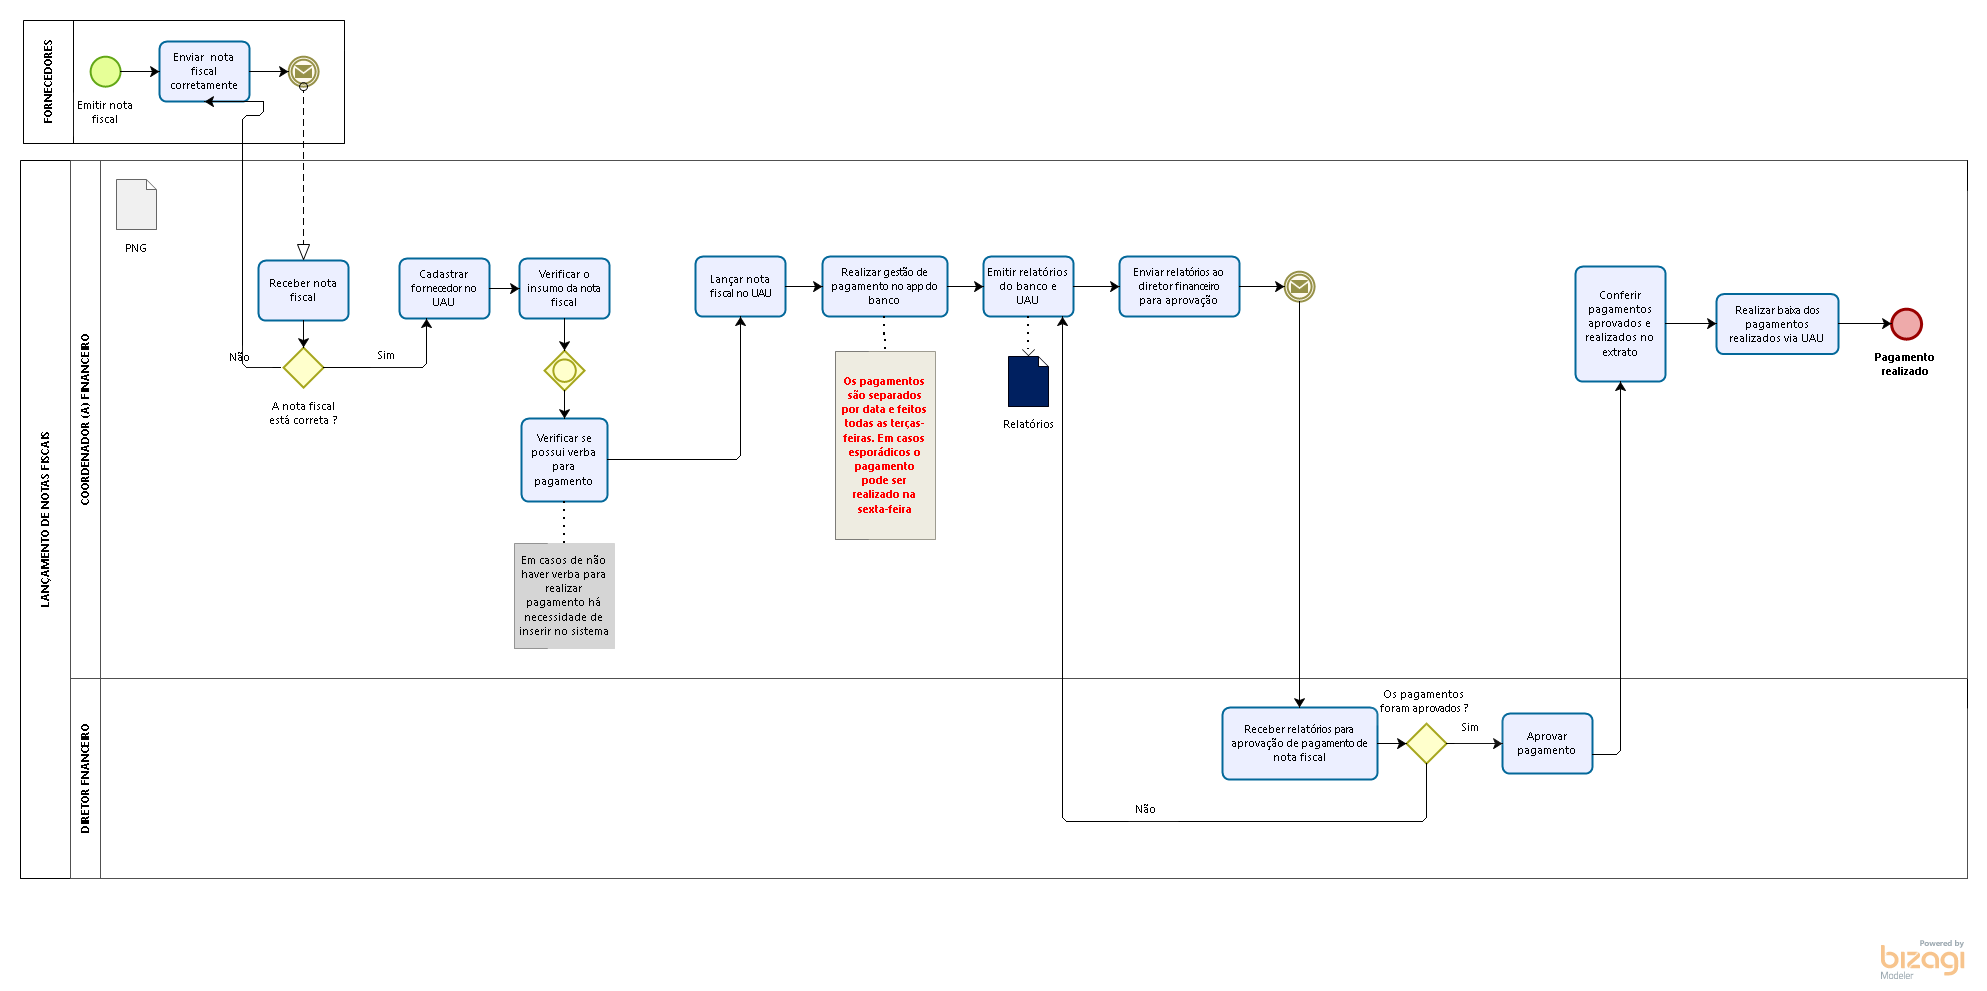 FORNECEDORES
Emitir nota
fiscal
Enviar nota
fiscal
corretamente
LANÇAMENTO DE NOTAS FISCAIS
COORDENADOR (A) FINANCEIRO
PNG
Receber nota
fiscal
Não
Sim
A nota fiscal
está correta ?
Cadastrar
fornecedor no
UAU
Verificar o
insumo da nota
fiscal
Verificar se
possui verba
para
pagamento
Em casos de não
haver verba para
realizar
pagamento há
necessidade de
inserir no sistema
Lançar nota
fiscal no UAU
Realizar gestão de
pagamento no app do
banco
Os pagamentos
são separados
por data e feitos
todas as terças-
feiras. Em casos
esporádicos o
pagamento
pode ser
realizado na
sexta-feira
Emitir relatórios
do banco e
UAU
Relatórios
Enviar relatórios ao
diretor financeiro
para aprovação
Conferir
pagamentos
aprovados e
realizados no
extrato
Realizar baixa dos
pagamentos
realizados via UAU
Pagamento
realizado
DIRETOR FNANCEIRO
Receber relatórios para
aprovação de pagamento de
nota fiscal
Os pagamentos
foram aprovados ?
Sim
Não
Aprovar
pagamento
Powered by
bizagi
Modeler